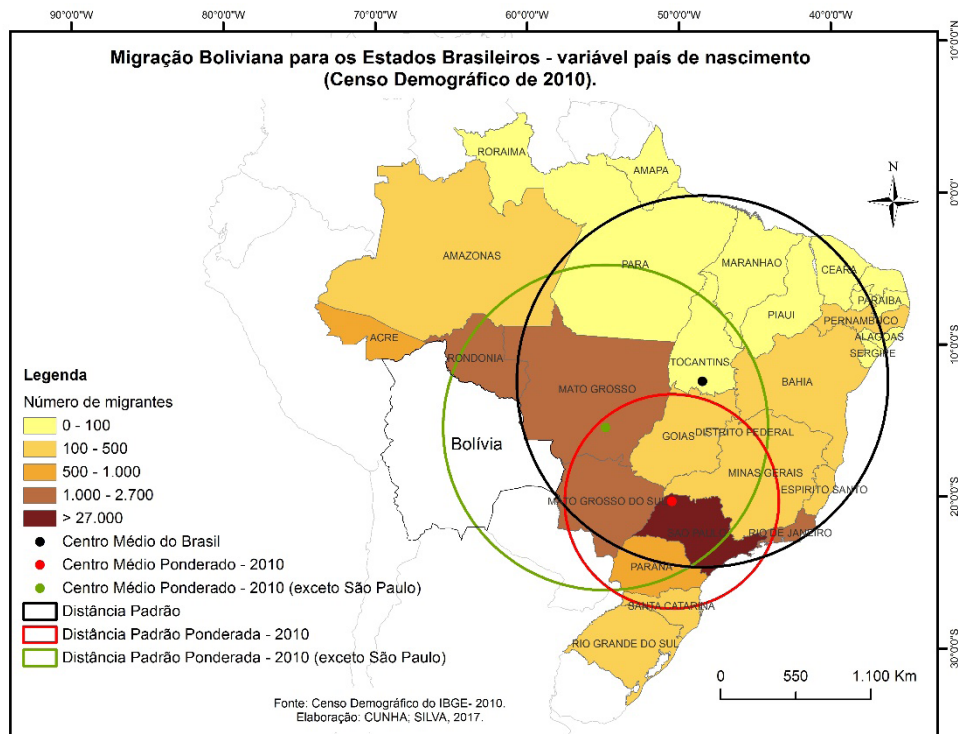 90°0'0"W
80°0'0"W
70°0'0"W
60°0'0"W
50°0'0"W
40°0'0"W
Migração Boliviana para os Estados Brasileiros - variável país de nascimento
(Censo Demográfico de 2010).
10°0'0"N
0°0'0"
10°0'0"S
20°0'0"S
30°0'0"S
N
RORAIMA
AMAPA
AMAZONAS
PARA
MARANHAO
CEARA
PARAIBA
PIAUI
PERNAMBUCO
ACRE
ALAGOAS
SERGIPE
RONDONIA
TOCANTINS
MATO GROSSO
BAHIA
Bolívia
GOIAS
DISTRITO FEDERAL
MINAS GERAIS
ESPIRITO SANTO
MATO GROSSO DO SUL
SAO PAULO
RIO DE JANEIRO
PARANA
SANTA CATARINA
RIO GRANDE DO SUL
Legenda
Número de migrantes
0 - 100
100 - 500
500 - 1.000
1.000 - 2.700
> 27.000
Centro Médio do Brasil
Centro Médio Ponderado - 2010
Centro Médio Ponderado - 2010 (exceto São Paulo)
Distância Padrão
Distância Padrão Ponderada - 2010
Distância Padrão Ponderada - 2010 (exceto São Paulo)
0 550 1.100 Km
Fonte: Censo Demográfico do IBGE- 2010.
Elaboração: CUNHA; SILVA, 2017.